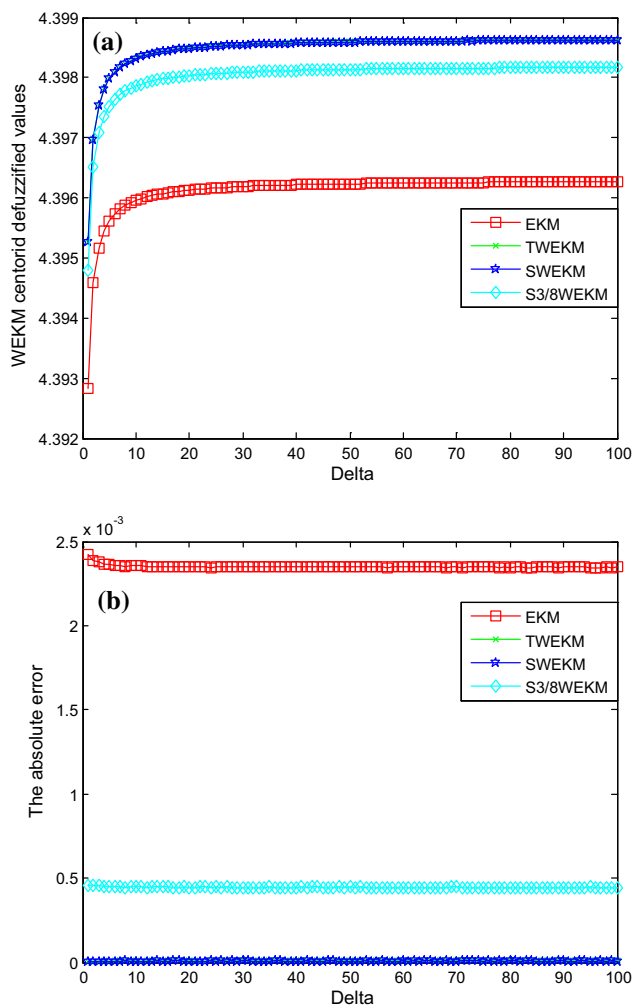 (a)
WEKM centorid defuzzified values
4.399
4.398
4.397
4.396
4.395
4.394
4.393
4.392
EKM
TWEKM
SWEKM
S3/8WEKM
0 10 20 30 40 50 60 70 80 90 100
Delta
x 10^-3
(b)
The absolute error
2.5
2
1.5
1
0.5
0
EKM
TWEKM
SWEKM
S3/8WEKM
0 10 20 30 40 50 60 70 80 90 100
Delta